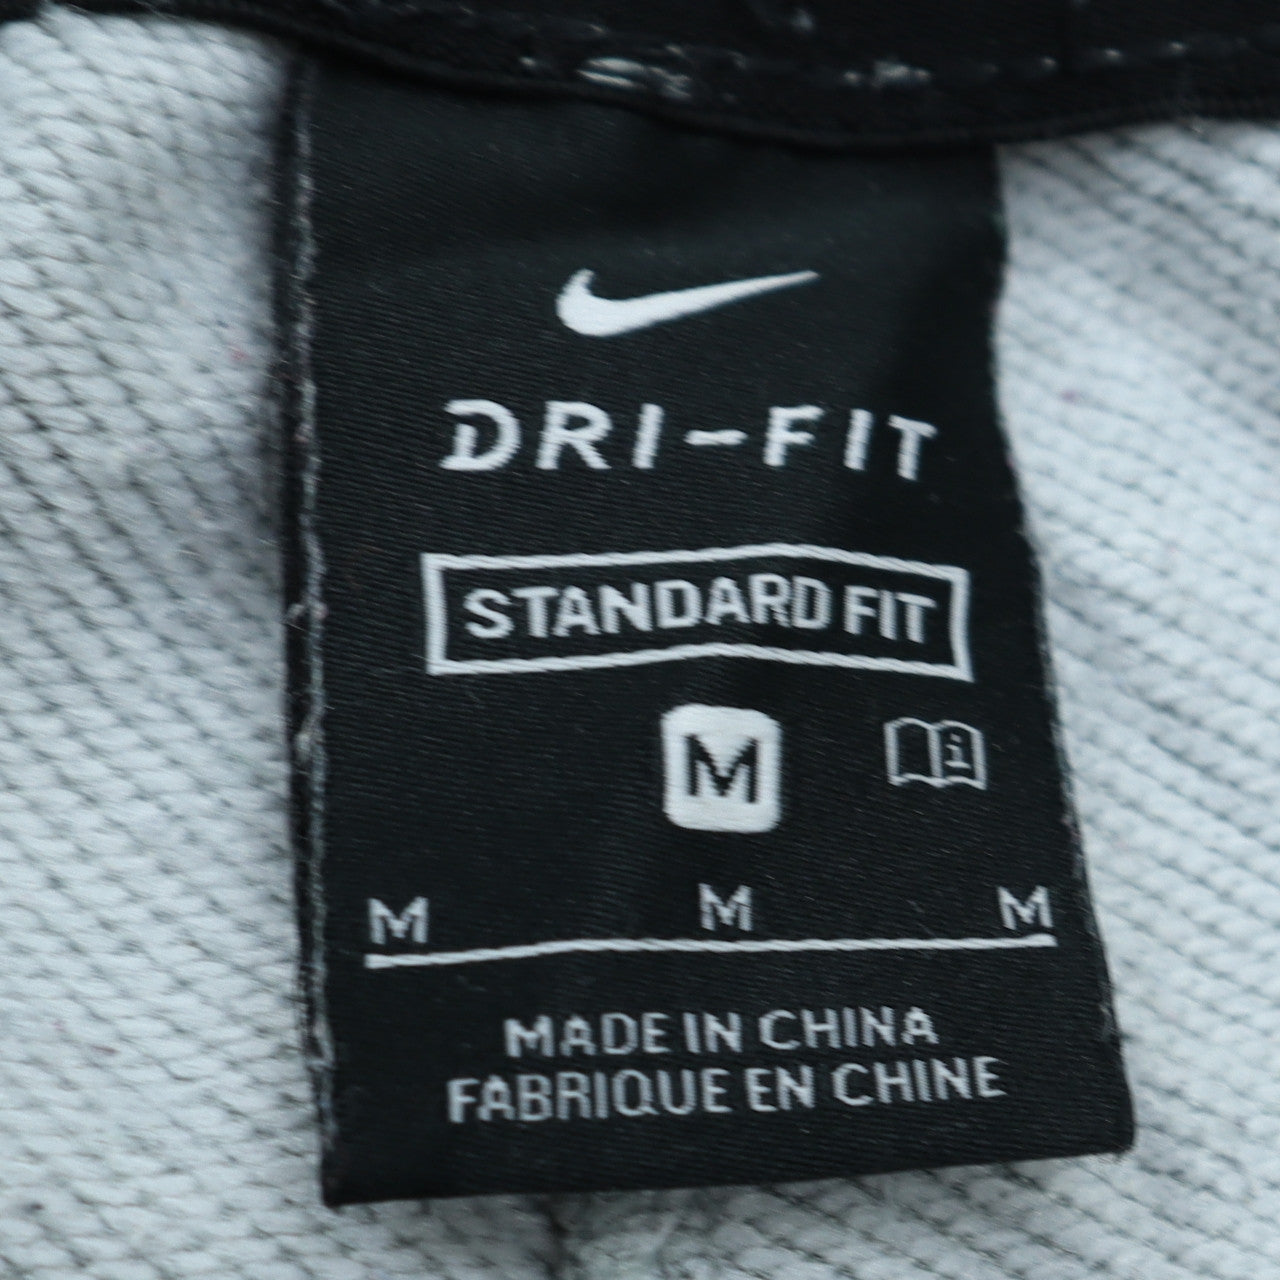 DRI-FIT
STANDARD FIT
M i
M M M
MADE IN CHINA
FABRIQUE EN CHINE